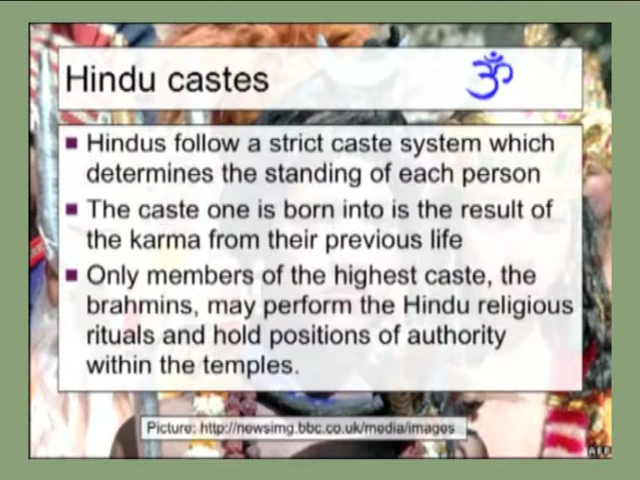 Hindu castes
ॐ
Hindus follow a strict caste system which
determines the standing of each person
The caste one is born into is the result of
the karma from their previous life
Only members of the highest caste, the
brahmins, may perform the Hindu religious
rituals and hold positions of authority
within the temples.
Picture: http://newsimg.bbc.co.uk/media/images
AFP